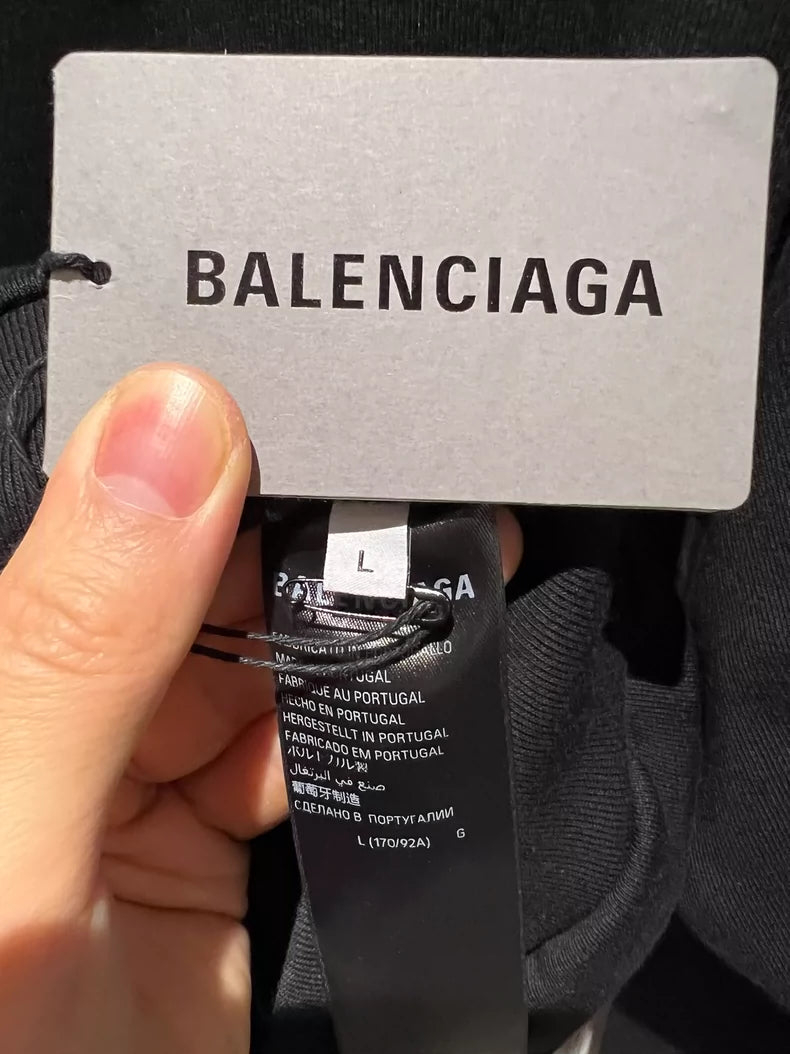 BALENCIAGA
L
MA
FABRIQUE AU PORTUGAL
HECHO EN PORTUGAL
HERGESTELLT IN PORTUGAL
FABRICADO EM PORTUGAL
صنع في البرتغال
葡萄牙制造
СДЕЛАНО В ПОРТУГАЛИИ
G
L (170/92A)